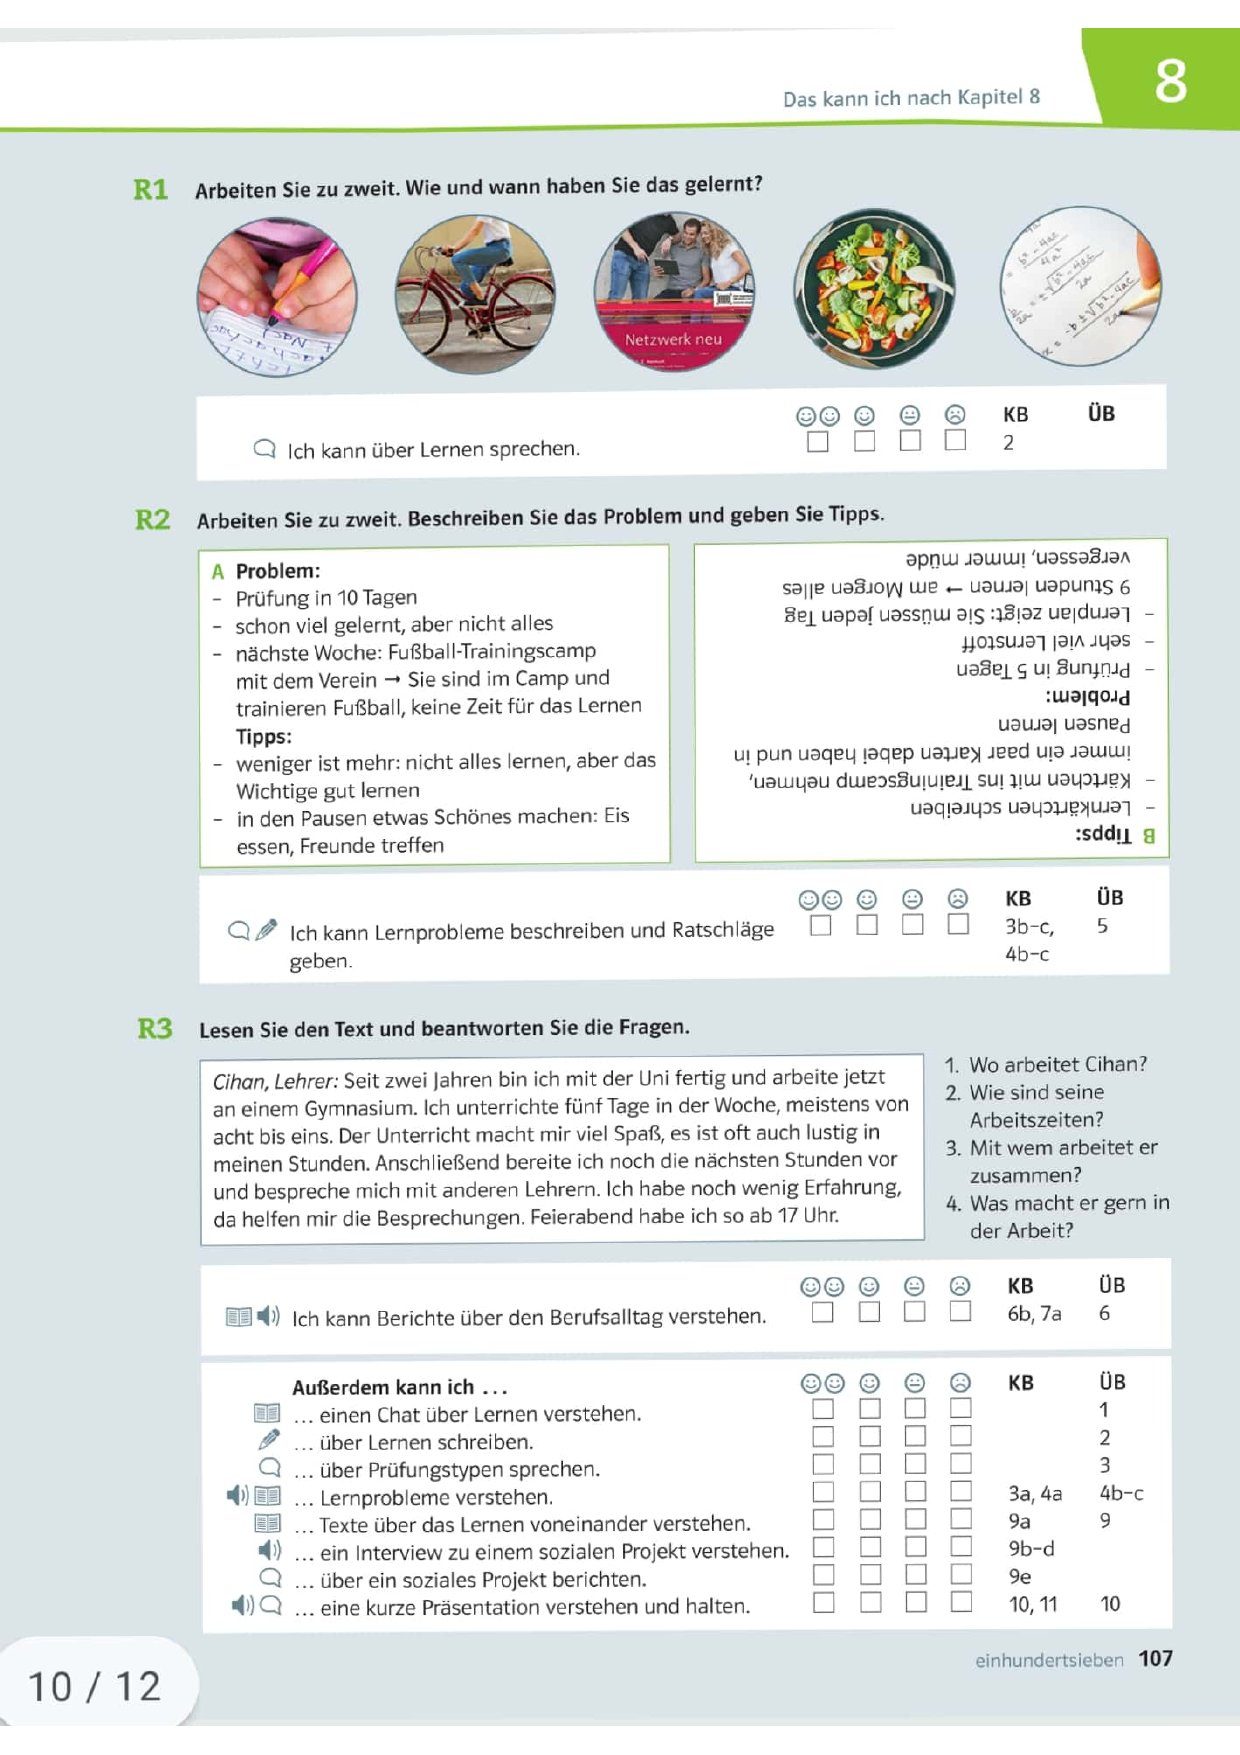 Das kann ich nach Kapitel 8
8
R1 Arbeiten Sie zu zweit. Wie und wann haben Sie das gelernt?
Netzwerk neu
KB ÜB
Ich kann über Lernen sprechen. 2
R2 Arbeiten Sie zu zweit. Beschreiben Sie das Problem und geben Sie Tipps.
A Problem:
– Prüfung in 10 Tagen
– schon viel gelernt, aber nicht alles
– nächste Woche: Fußball-Trainingscamp
mit dem Verein → Sie sind im Camp und
trainieren Fußball, keine Zeit für das Lernen
Tipps:
– weniger ist mehr: nicht alles lernen, aber das
Wichtige gut lernen
– in den Pausen etwas Schönes machen: Eis
essen, Freunde treffen
B Tipps:
– Lernkärtchen schreiben
– Kärtchen mit ins Trainingscamp nehmen,
immer ein paar Karten dabei haben und in
Pausen lernen
Problem:
– Prüfung in 5 Tagen
– sehr viel Lernstoff
– Lernplan zeigt: Sie müssen jeden Tag
9 Stunden lernen → am Morgen alles
vergessen, immer müde
KB ÜB
Ich kann Lernprobleme beschreiben und Ratschläge 3b–c, 5
geben. 4b–c
R3 Lesen Sie den Text und beantworten Sie die Fragen.
Cihan, Lehrer: Seit zwei Jahren bin ich mit der Uni fertig und arbeite jetzt
an einem Gymnasium. Ich unterrichte fünf Tage in der Woche, meistens von
acht bis eins. Der Unterricht macht mir viel Spaß, es ist oft auch lustig in
meinen Stunden. Anschließend bereite ich noch die nächsten Stunden vor
und bespreche mich mit anderen Lehrern. Ich habe noch wenig Erfahrung,
da helfen mir die Besprechungen. Feierabend habe ich so ab 17 Uhr.
1. Wo arbeitet Cihan?
2. Wie sind seine
Arbeitszeiten?
3. Mit wem arbeitet er
zusammen?
4. Was macht er gern in
der Arbeit?
KB ÜB
Ich kann Berichte über den Berufsalltag verstehen. 6b, 7a 6
Außerdem kann ich ... KB ÜB
... einen Chat über Lernen verstehen. 1
... über Lernen schreiben. 2
... über Prüfungstypen sprechen. 3
... Lernprobleme verstehen. 3a, 4a 4b–c
... Texte über das Lernen voneinander verstehen. 9a 9
... ein Interview zu einem sozialen Projekt verstehen. 9b–d
... über ein soziales Projekt berichten. 9e
... eine kurze Präsentation verstehen und halten. 10, 11 10
einhundertsieben 107
10 / 12